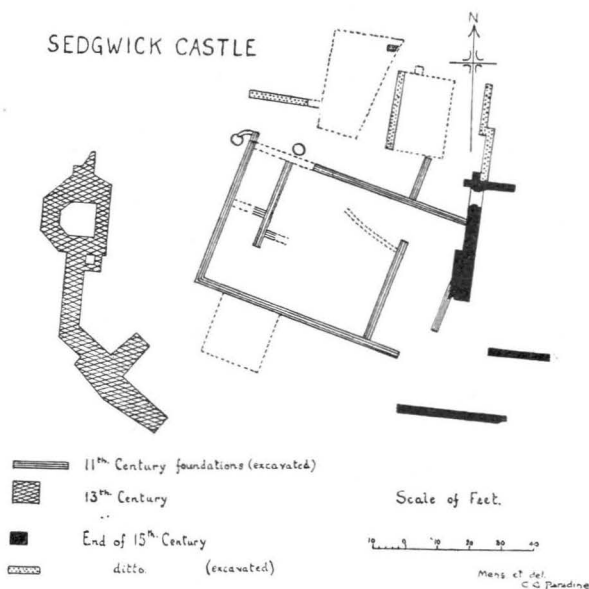 SEDGWICK CASTLE
N
11th Century foundations (excavated)
13th Century
End of 15th Century
ditto (excavated)
Scale of Feet.
10 0 10 20 30 40
Mens. et del.
C G Paradine